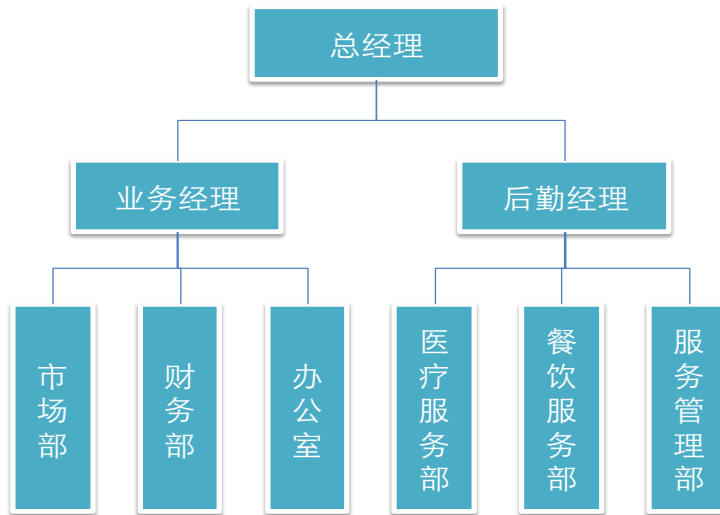 总经理
业务经理
后勤经理
市场部
财务部
办公室
医疗服务部
餐饮服务部
服务管理部